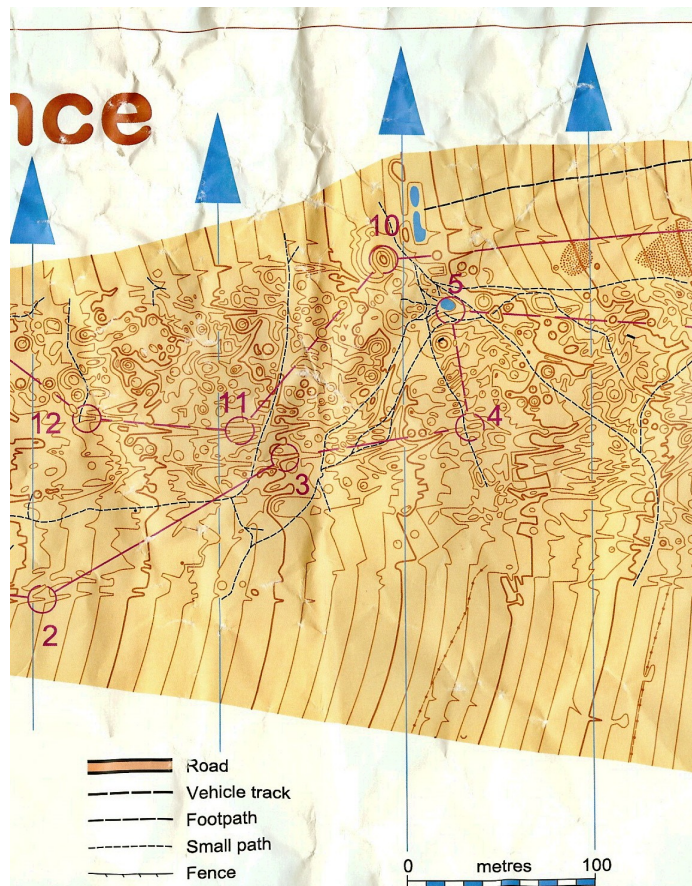 nce
10
5
11
12
4
3
2
Road
Vehicle track
Footpath
Small path
Fence
0 metres 100